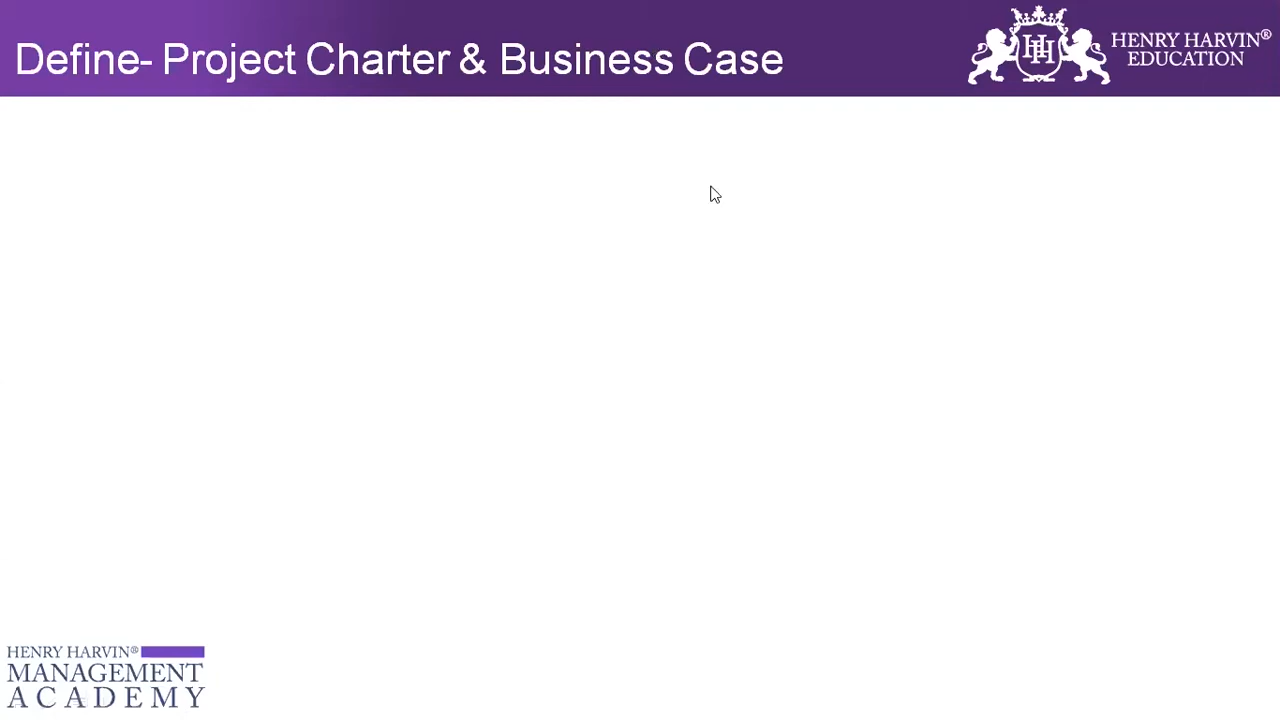 Define- Project Charter & Business Case
HENRY HARVIN®
EDUCATION
HENRY HARVIN®
MANAGEMENT
ACADEMY